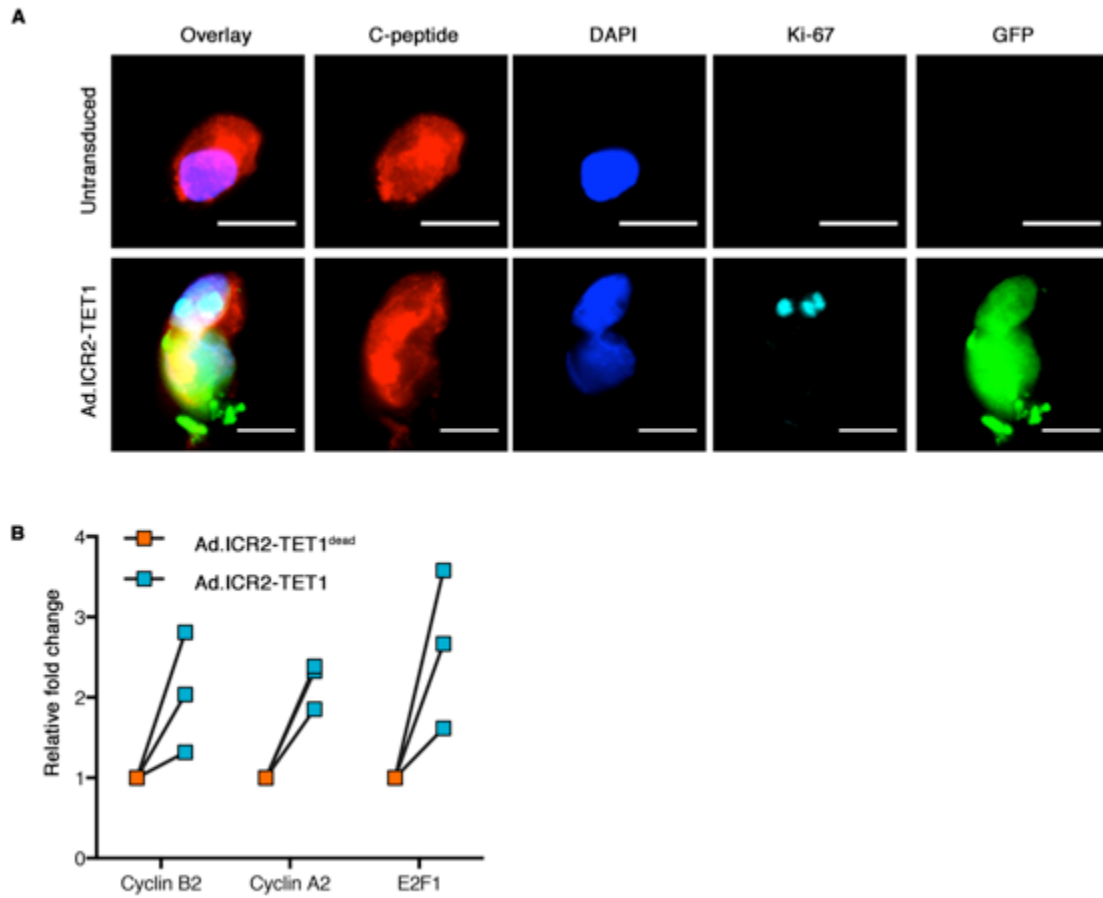 A
Overlay C-peptide DAPI Ki-67 GFP
Untransduced
Ad.ICR2-TET1
B
Ad.ICR2-TET1dead
Ad.ICR2-TET1
Relative fold change
4
3
2
1
0
Cyclin B2 Cyclin A2 E2F1